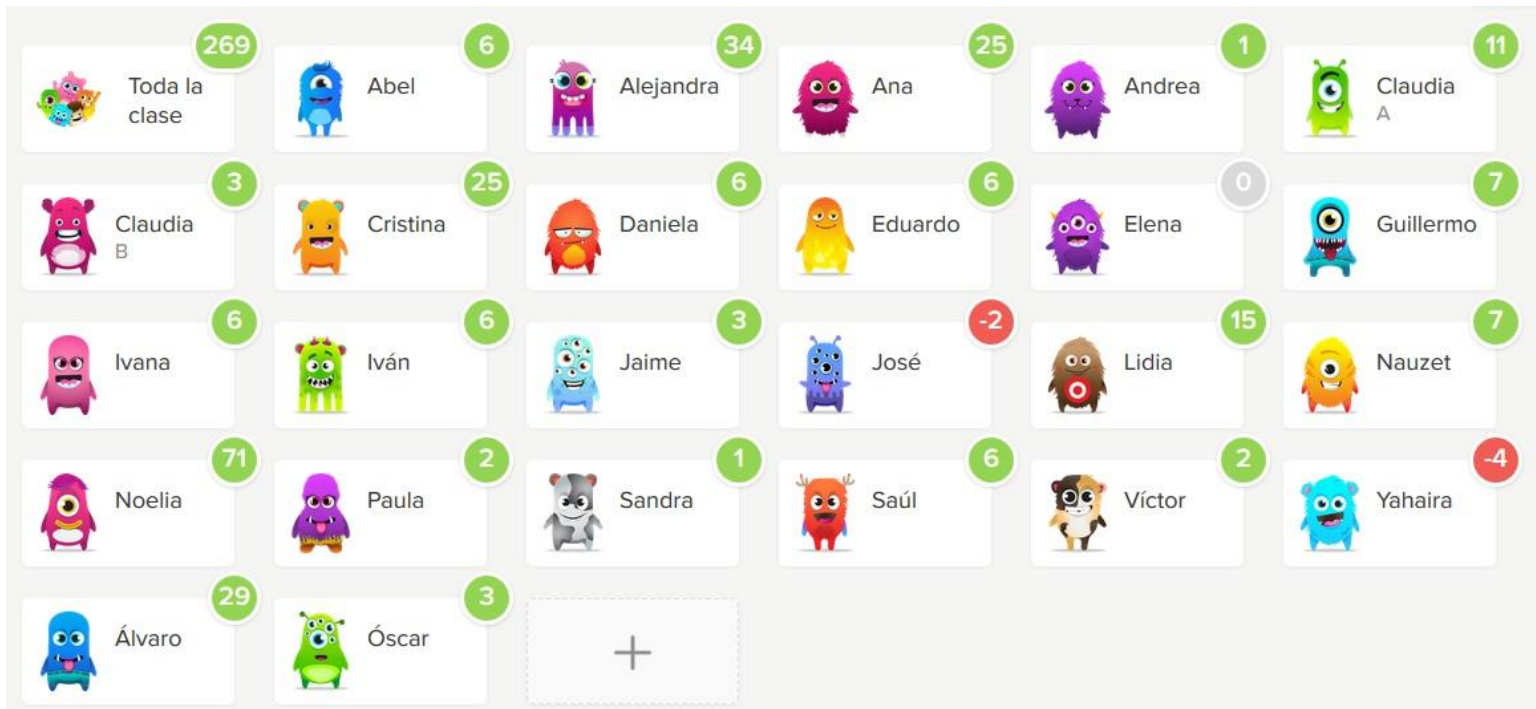 269
Toda la
clase
6
Abel
34
Alejandra
25
Ana
1
Andrea
11
Claudia
A
3
Claudia
B
25
Cristina
6
Daniela
6
Eduardo
0
Elena
7
Guillermo
6
Ivana
6
Iván
3
Jaime
-2
José
15
Lidia
7
Nauzet
71
Noelia
2
Paula
1
Sandra
6
Saúl
2
Víctor
-4
Yahaira
29
Álvaro
3
Óscar
+